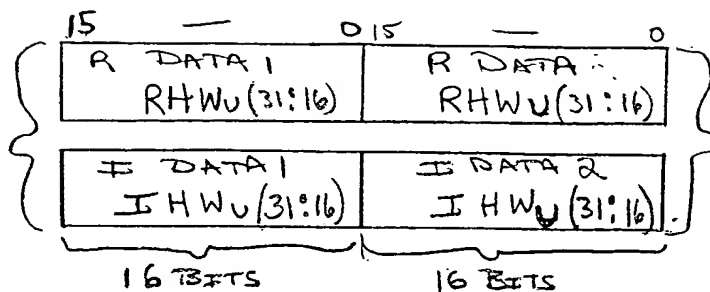 15 — 0 15 — 0
R DATA 1 R DATA
RHWU(31:16) RHWU(31:16)
I DATA 1 I DATA 2
IHWU(31:16) IHWU(31:16)
16 BITS 16 BITS